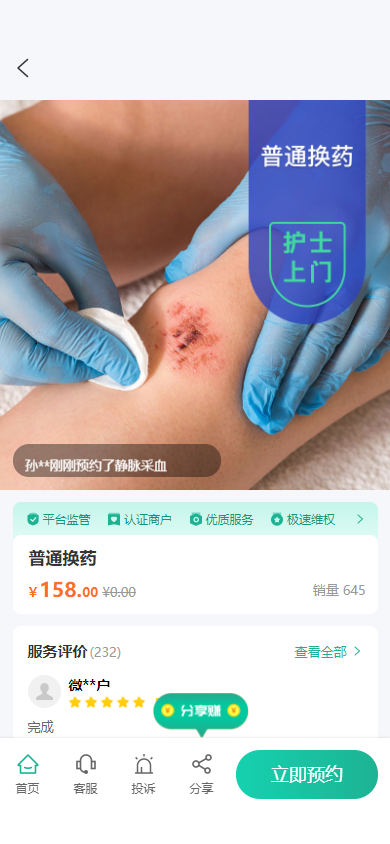 普通换药
护士
上门
孙**刚刚预约了静脉采血
平台监管 认证商户 优质服务 极速维权
普通换药
¥158.00 ¥0.00 销量 645
服务评价(232) 查看全部
微**户
分享赚
完成
首页 客服 投诉 分享 立即预约